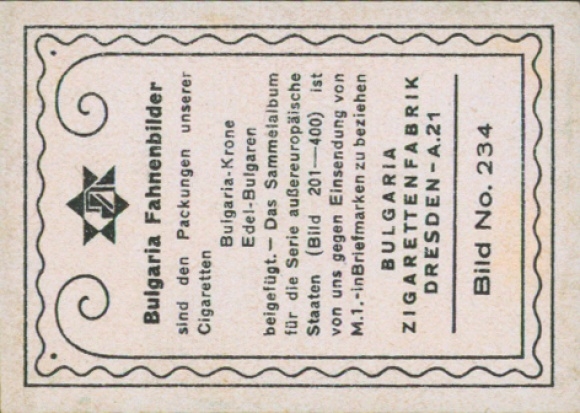 Bulgaria Fahnenbilder
sind den Packungen unserer
Cigaretten
Bulgaria-Krone
Edel-Bulgaren
beigefügt. — Das Sammelalbum
für die Serie außereuropäische
Staaten (Bild 201—400) ist
von uns gegen Einsendung von
M.1.-inBriefmarken zu beziehen
BULGARIA
ZIGARETTENFABRIK
DRESDEN-A.21
Bild No. 234